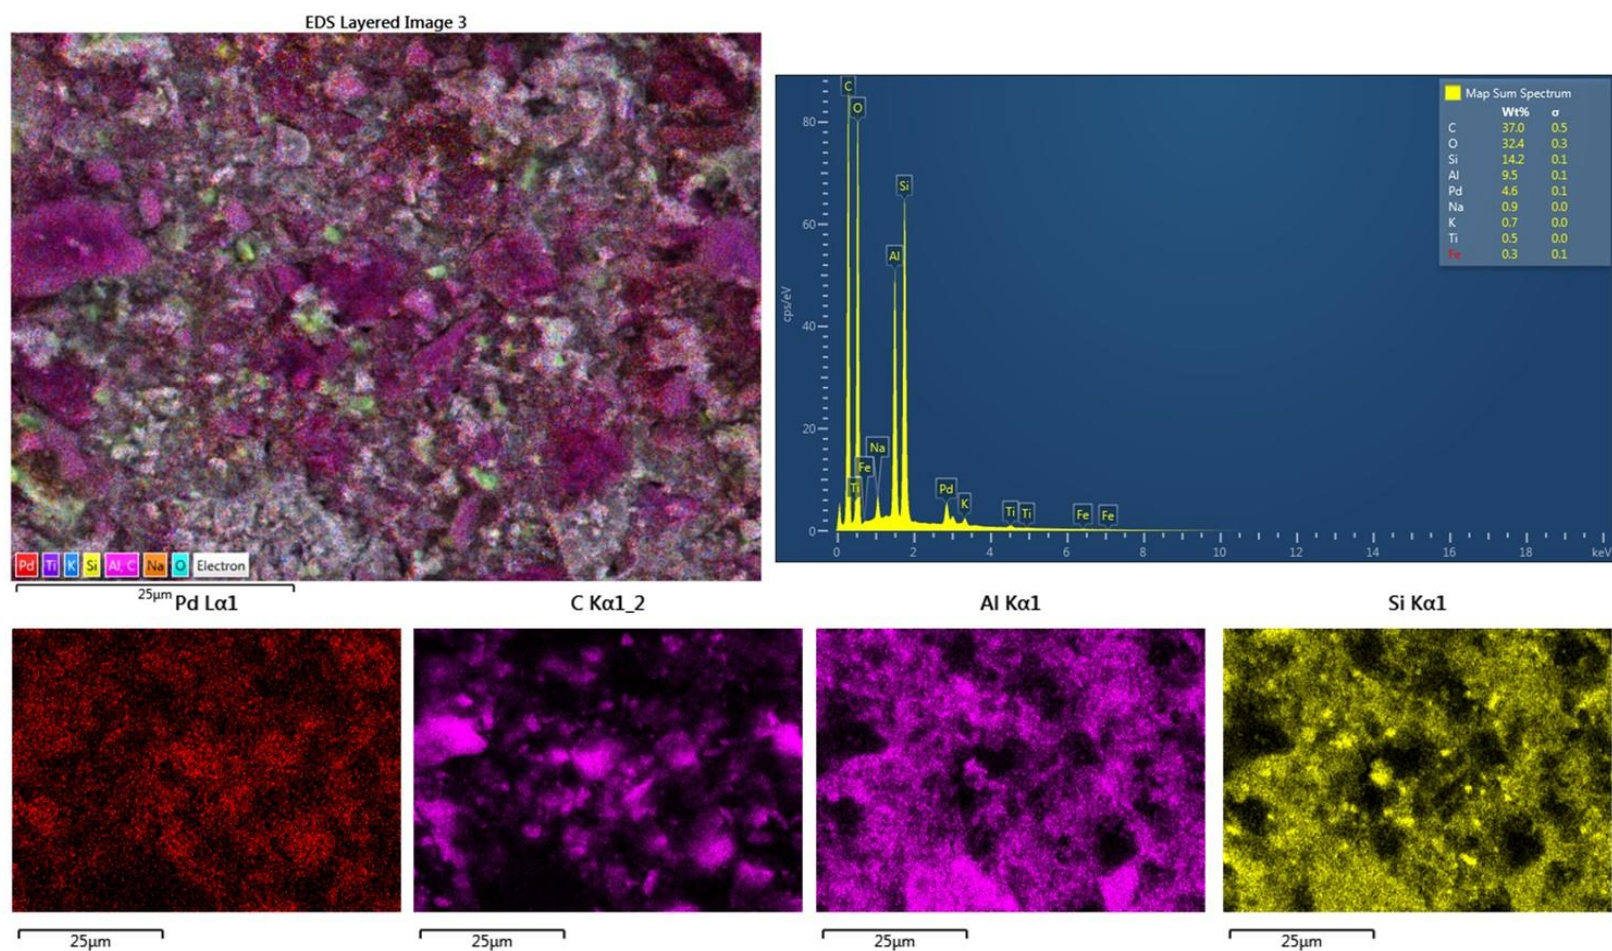 EDS Layered Image 3
Pd Ti K Si Al, C Na O Electron
25µm
C
O
Si
Al
Na
Fe
Ti
Pd
K
Ti Ti
Fe Fe
80
60
40
20
0
cps/eV
0 2 4 6 8 10 12 14 16 18 keV
Map Sum Spectrum
Wt% σ
C 37.0 0.5
O 32.4 0.3
Si 14.2 0.1
Al 9.5 0.1
Pd 4.6 0.1
Na 0.9 0.0
K 0.7 0.0
Ti 0.5 0.0
Fe 0.3 0.1
Pd Lα1
C Kα1_2
Al Kα1
Si Kα1
25µm
25µm
25µm
25µm